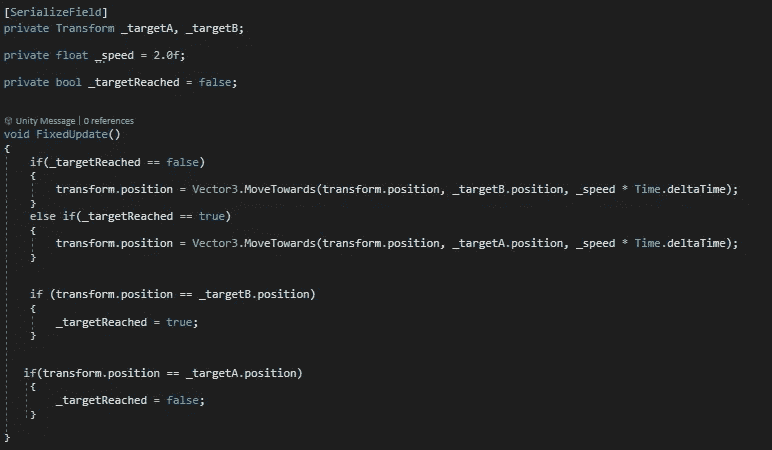 [SerializeField]
private Transform _targetA, _targetB;
private float _speed = 2.0f;
private bool _targetReached = false;
Unity Message | 0 references
void FixedUpdate()
{
if(_targetReached == false)
{
transform.position = Vector3.MoveTowards(transform.position, _targetB.position, _speed * Time.deltaTime);
}
else if(_targetReached == true)
{
transform.position = Vector3.MoveTowards(transform.position, _targetA.position, _speed * Time.deltaTime);
}
if (transform.position == _targetB.position)
{
_targetReached = true;
}
if(transform.position == _targetA.position)
{
_targetReached = false;
}
}